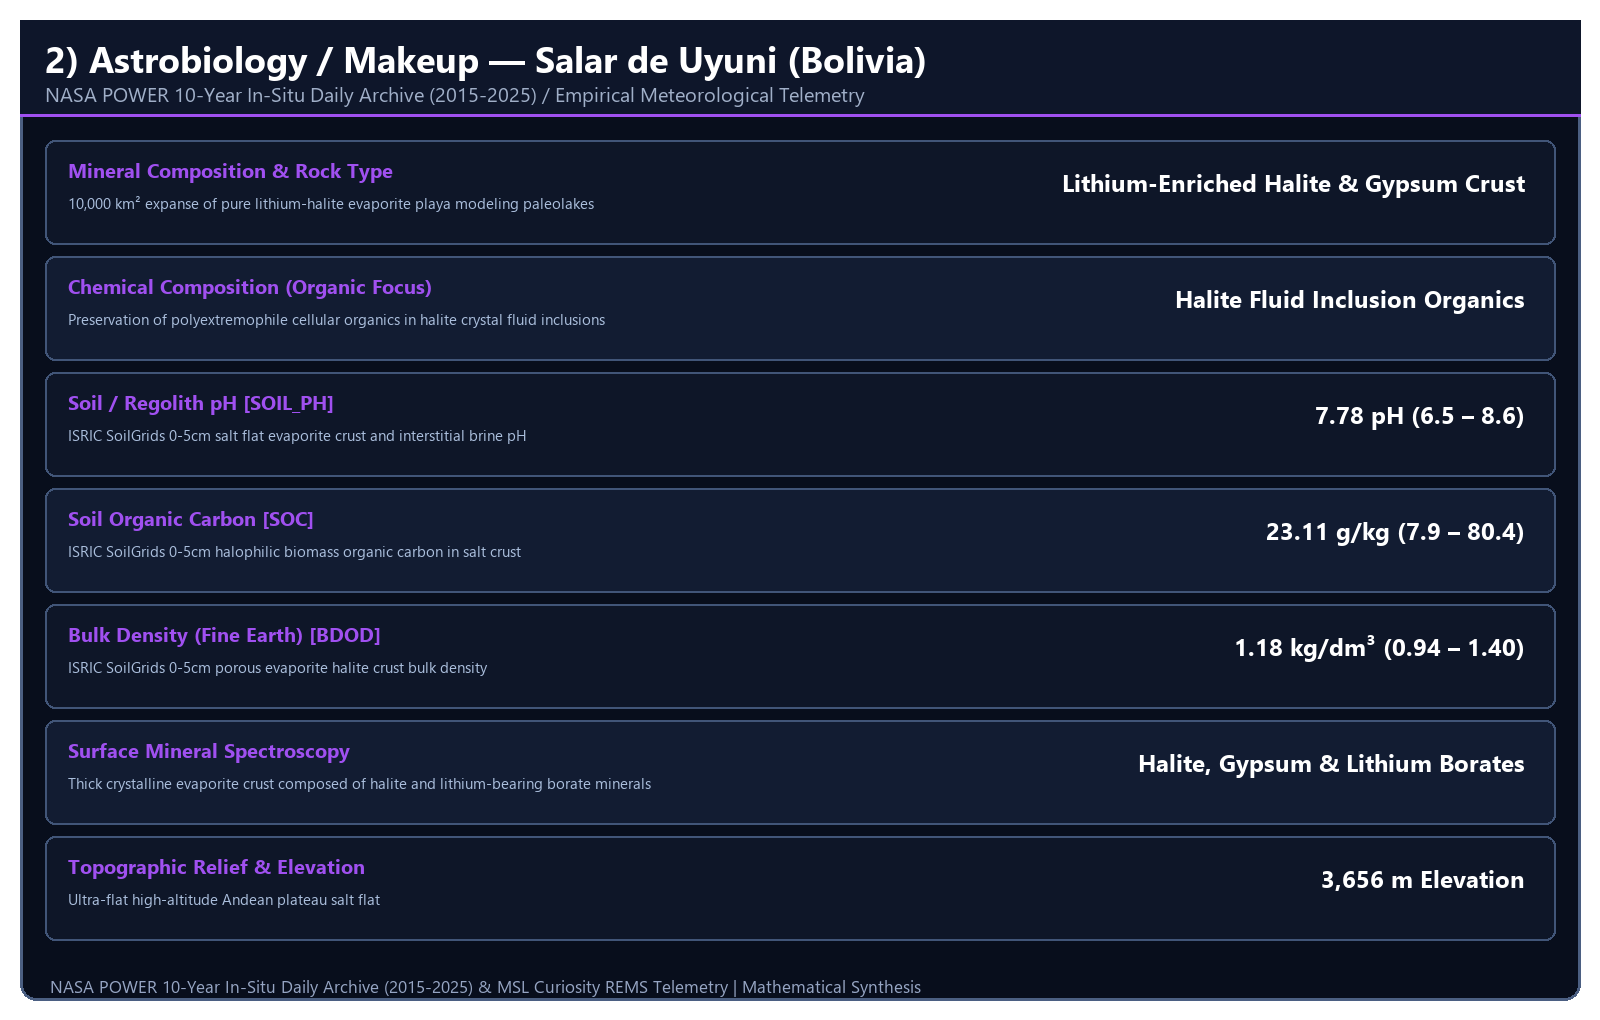 2) Astrobiology / Makeup — Salar de Uyuni (Bolivia)
NASA POWER 10-Year In-Situ Daily Archive (2015-2025) / Empirical Meteorological Telemetry
Mineral Composition & Rock Type
10,000 km² expanse of pure lithium-halite evaporite playa modeling paleolakes
Lithium-Enriched Halite & Gypsum Crust
Chemical Composition (Organic Focus)
Preservation of polyextremophile cellular organics in halite crystal fluid inclusions
Halite Fluid Inclusion Organics
Soil / Regolith pH [SOIL_PH]
ISRIC SoilGrids 0-5cm salt flat evaporite crust and interstitial brine pH
7.78 pH (6.5 – 8.6)
Soil Organic Carbon [SOC]
ISRIC SoilGrids 0-5cm halophilic biomass organic carbon in salt crust
23.11 g/kg (7.9 – 80.4)
Bulk Density (Fine Earth) [BDOD]
ISRIC SoilGrids 0-5cm porous evaporite halite crust bulk density
1.18 kg/dm³ (0.94 – 1.40)
Surface Mineral Spectroscopy
Thick crystalline evaporite crust composed of halite and lithium-bearing borate minerals
Halite, Gypsum & Lithium Borates
Topographic Relief & Elevation
Ultra-flat high-altitude Andean plateau salt flat
3,656 m Elevation
NASA POWER 10-Year In-Situ Daily Archive (2015-2025) & MSL Curiosity REMS Telemetry | Mathematical Synthesis